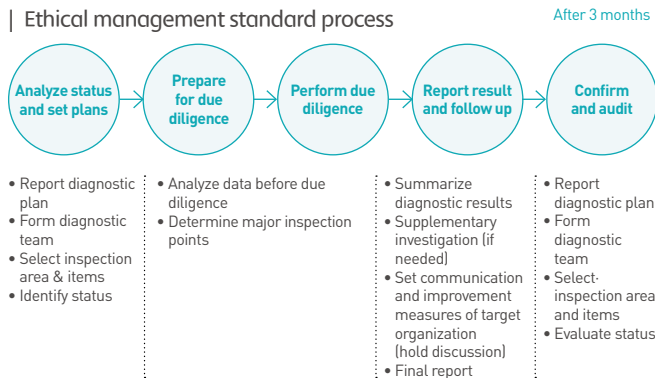 | Ethical management standard process
After 3 months
Analyze status
and set plans
Prepare
for due
diligence
Perform due
diligence
Report result
and follow up
Confirm
and audit
• Report diagnostic
plan
• Form diagnostic
team
• Select inspection
area & items
• Identify status
• Analyze data before due
diligence
• Determine major inspection
points
• Summarize
diagnostic results
• Supplementary
investigation (if
needed)
• Set communication
and improvement
measures of target
organization
(hold discussion)
• Final report
• Report
diagnostic plan
• Form
diagnostic
team
• Select·
inspection area
and items
• Evaluate status